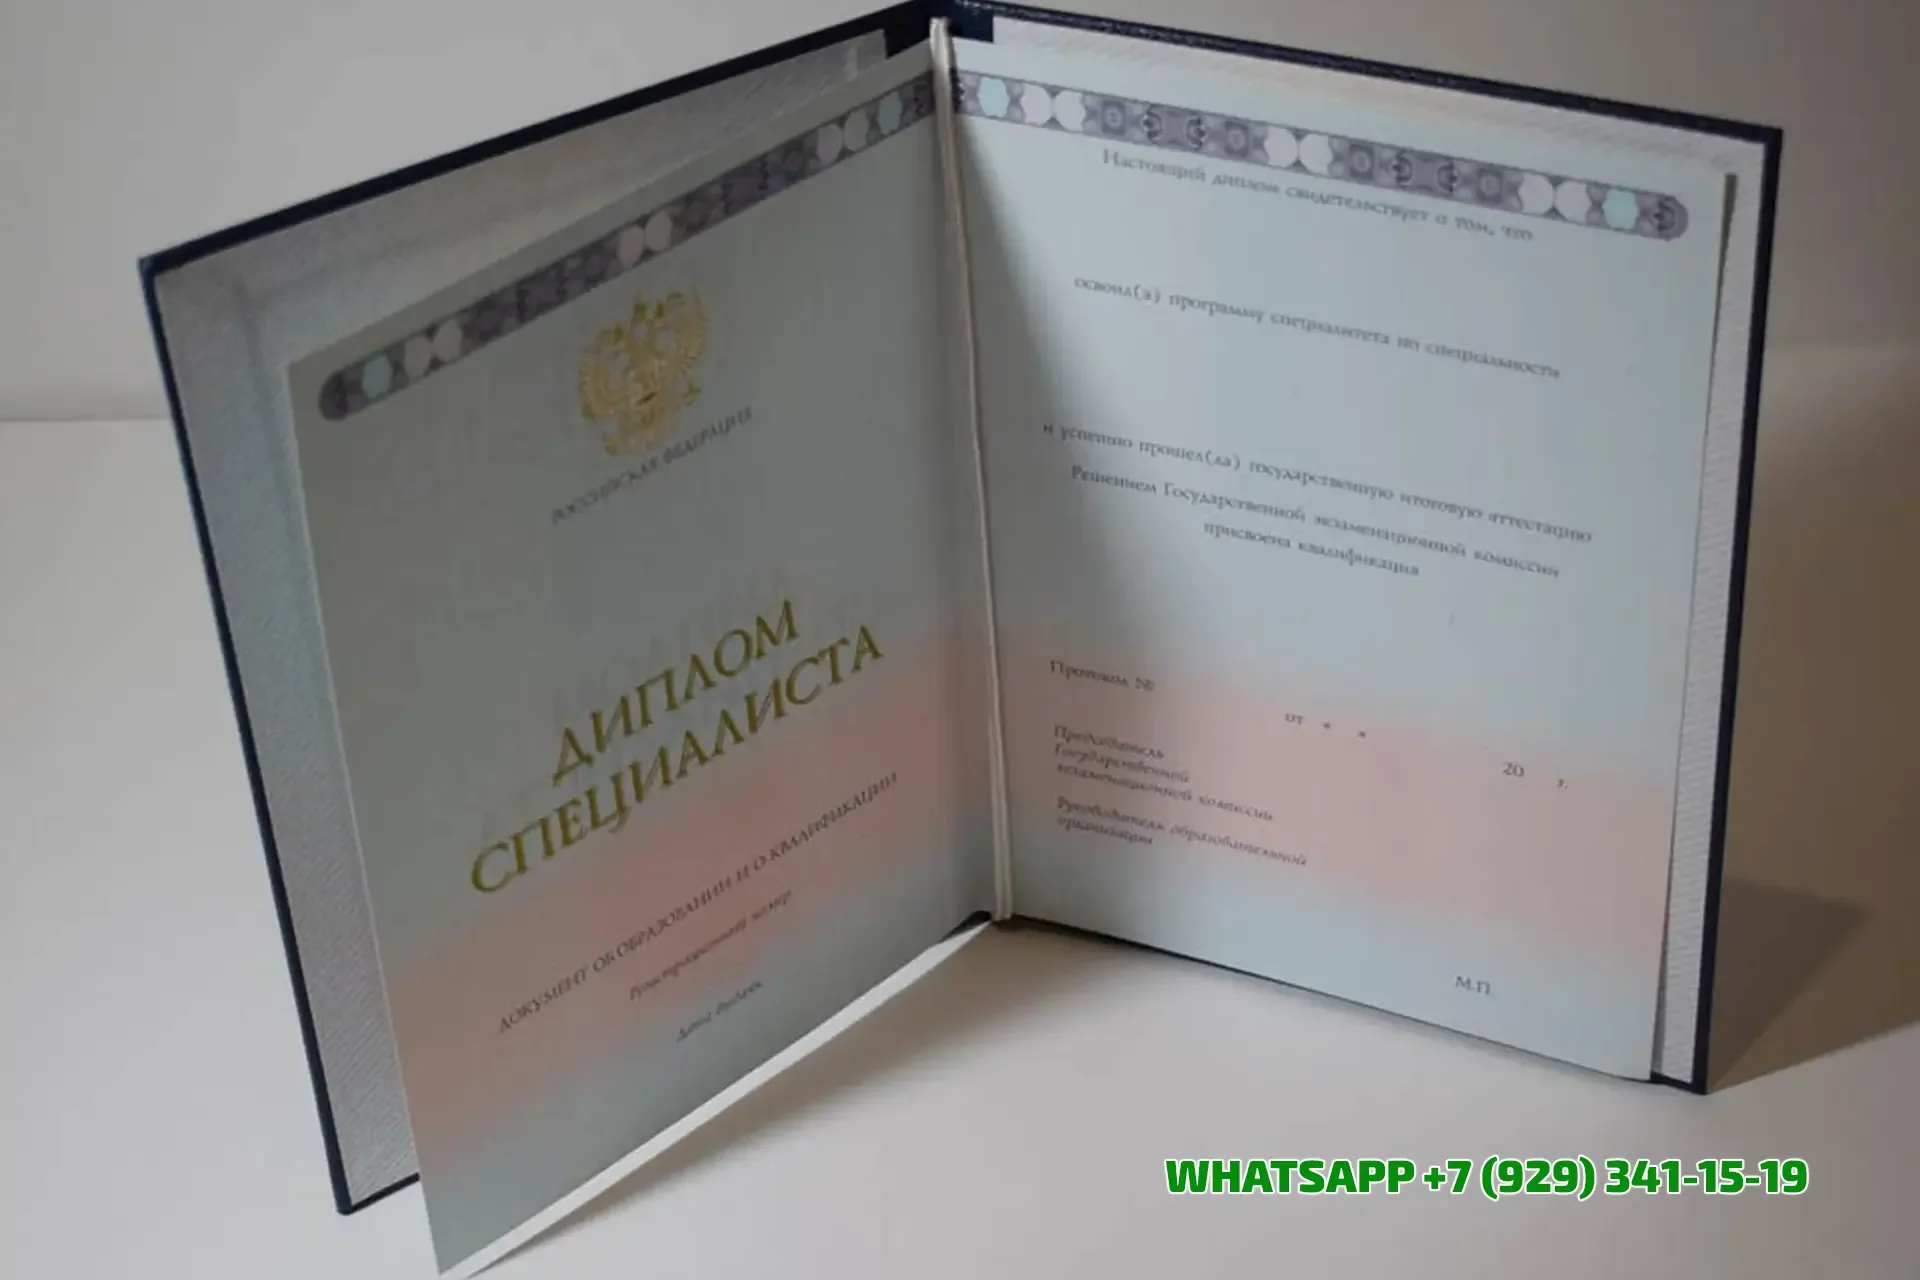 РОССИЙСКАЯ ФЕДЕРАЦИЯ
ДИПЛОМ
СПЕЦИАЛИСТА
ДОКУМЕНТ ОБ ОБРАЗОВАНИИ И О КВАЛИФИКАЦИИ
Регистрационный номер
Дата выдачи
Настоящий диплом свидетельствует о том, что
освоил(а) программу специалитета по специальности
и успешно прошел(ла) государственную итоговую аттестацию
Решением Государственной экзаменационной комиссии
присвоена квалификация
Протокол №
от « » 20 г.
Председатель
Государственной
экзаменационной комиссии
Руководитель образовательной
организации
М.П.
WHATSAPP +7 (929) 341-15-19